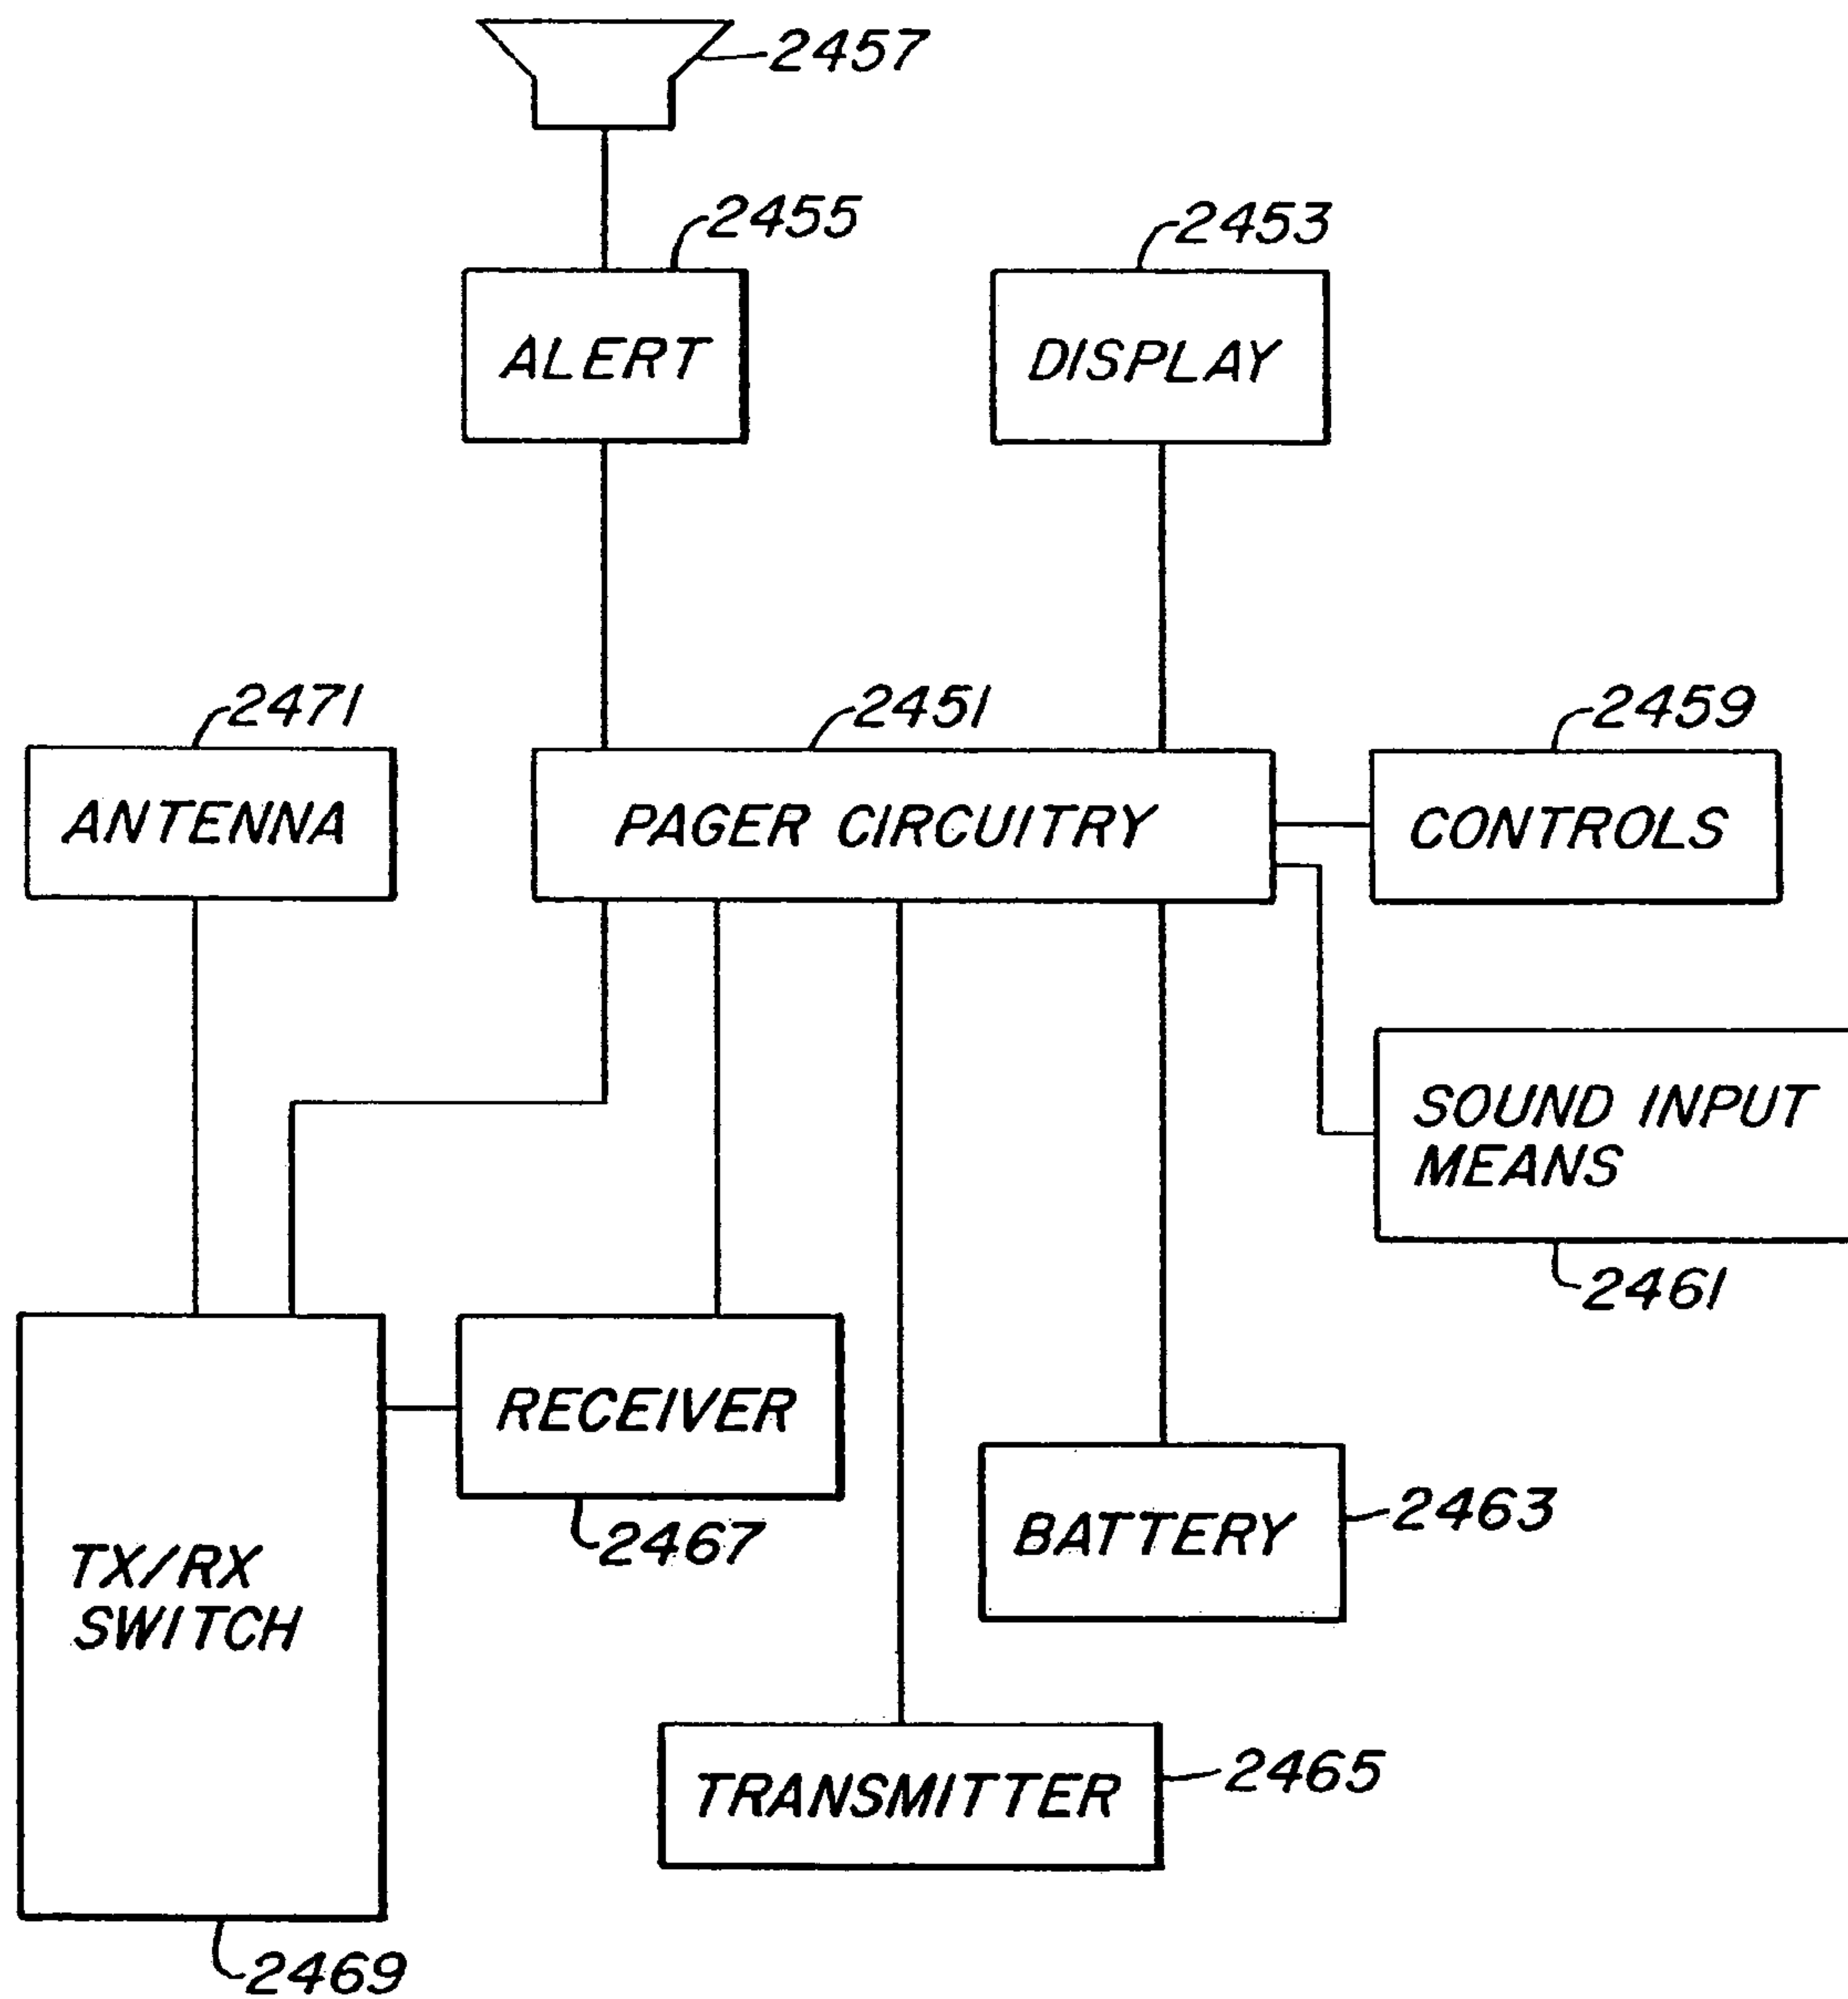 2457
2455
2453
ALERT
DISPLAY
2471
2451
2459
ANTENNA
PAGER CIRCUITRY
CONTROLS
SOUND INPUT
MEANS
2461
RECEIVER
2467
BATTERY
2463
TX/RX
SWITCH
TRANSMITTER
2465
2469